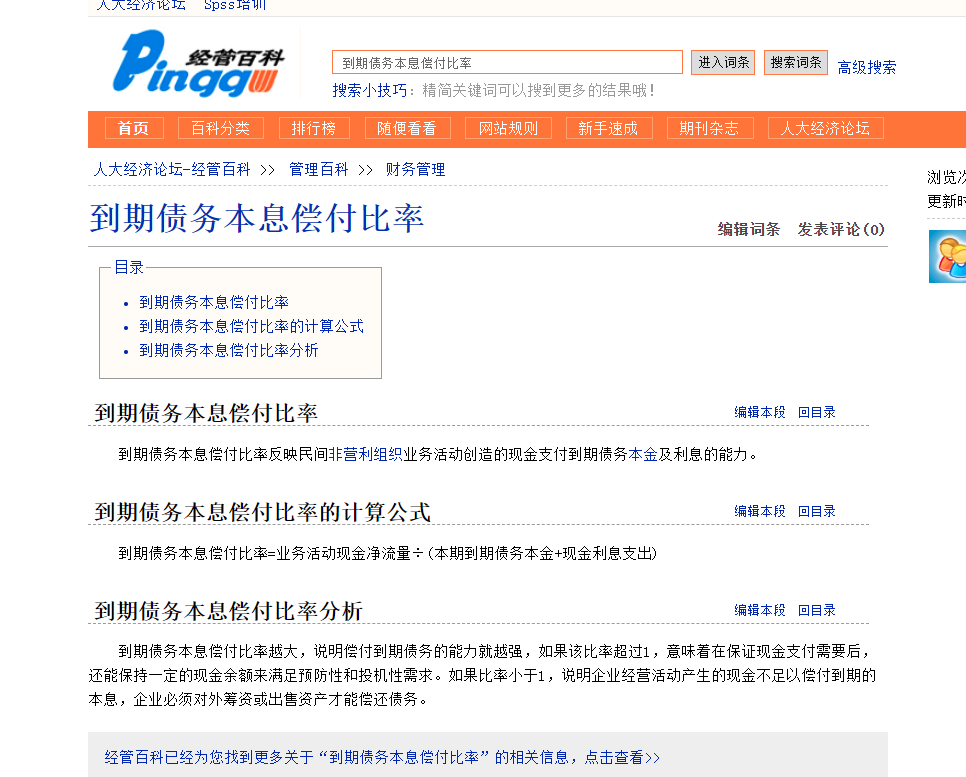 人大经济论坛 Spss培训
经管百科
Pinggu
到期债务本息偿付比率 进入词条 搜索词条 高级搜索
搜索小技巧：精简关键词可以搜到更多的结果哦！
首页 百科分类 排行榜 随便看看 网站规则 新手速成 期刊杂志 人大经济论坛
人大经济论坛-经管百科 >> 管理百科 >> 财务管理
浏览次
更新时
到期债务本息偿付比率
编辑词条 发表评论(0)
目录
• 到期债务本息偿付比率
• 到期债务本息偿付比率的计算公式
• 到期债务本息偿付比率分析
到期债务本息偿付比率 编辑本段 回目录
到期债务本息偿付比率反映民间非营利组织业务活动创造的现金支付到期债务本金及利息的能力。
到期债务本息偿付比率的计算公式 编辑本段 回目录
到期债务本息偿付比率=业务活动现金净流量÷(本期到期债务本金+现金利息支出)
到期债务本息偿付比率分析 编辑本段 回目录
到期债务本息偿付比率越大，说明偿付到期债务的能力就越强，如果该比率超过1，意味着在保证现金支付需要后，
还能保持一定的现金余额来满足预防性和投机性需求。如果比率小于1，说明企业经营活动产生的现金不足以偿付到期的
本息，企业必须对外筹资或出售资产才能偿还债务。
经管百科已经为您找到更多关于“到期债务本息偿付比率”的相关信息，点击查看>>